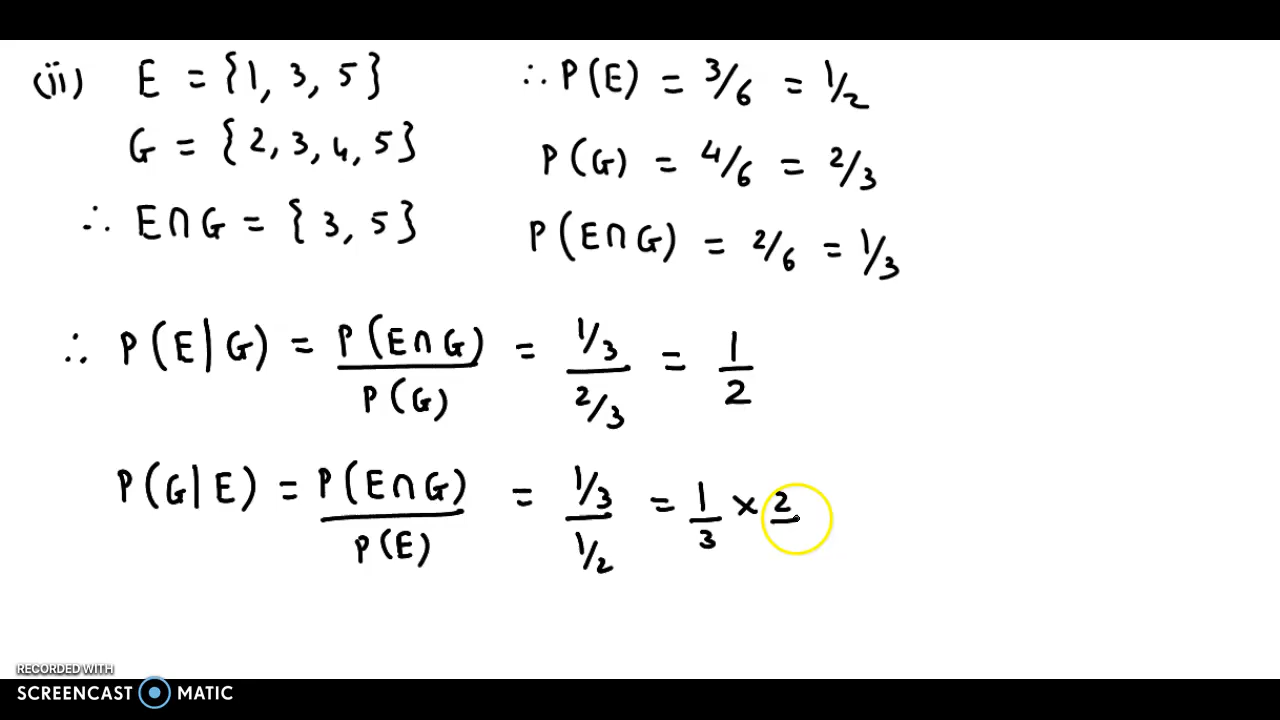 (ii) E = {1, 3, 5} ∴ P(E) = 3/6 = 1/2
G = {2, 3, 4, 5} P(G) = 4/6 = 2/3
∴ E∩G = {3, 5} P(E∩G) = 2/6 = 1/3
∴ P(E|G) = P(E∩G)/P(G) = (1/3)/(2/3) = 1/2
P(G|E) = P(E∩G)/P(E) = (1/3)/(1/2) = 1/3 × 2
RECORDED WITH
SCREENCAST MATIC